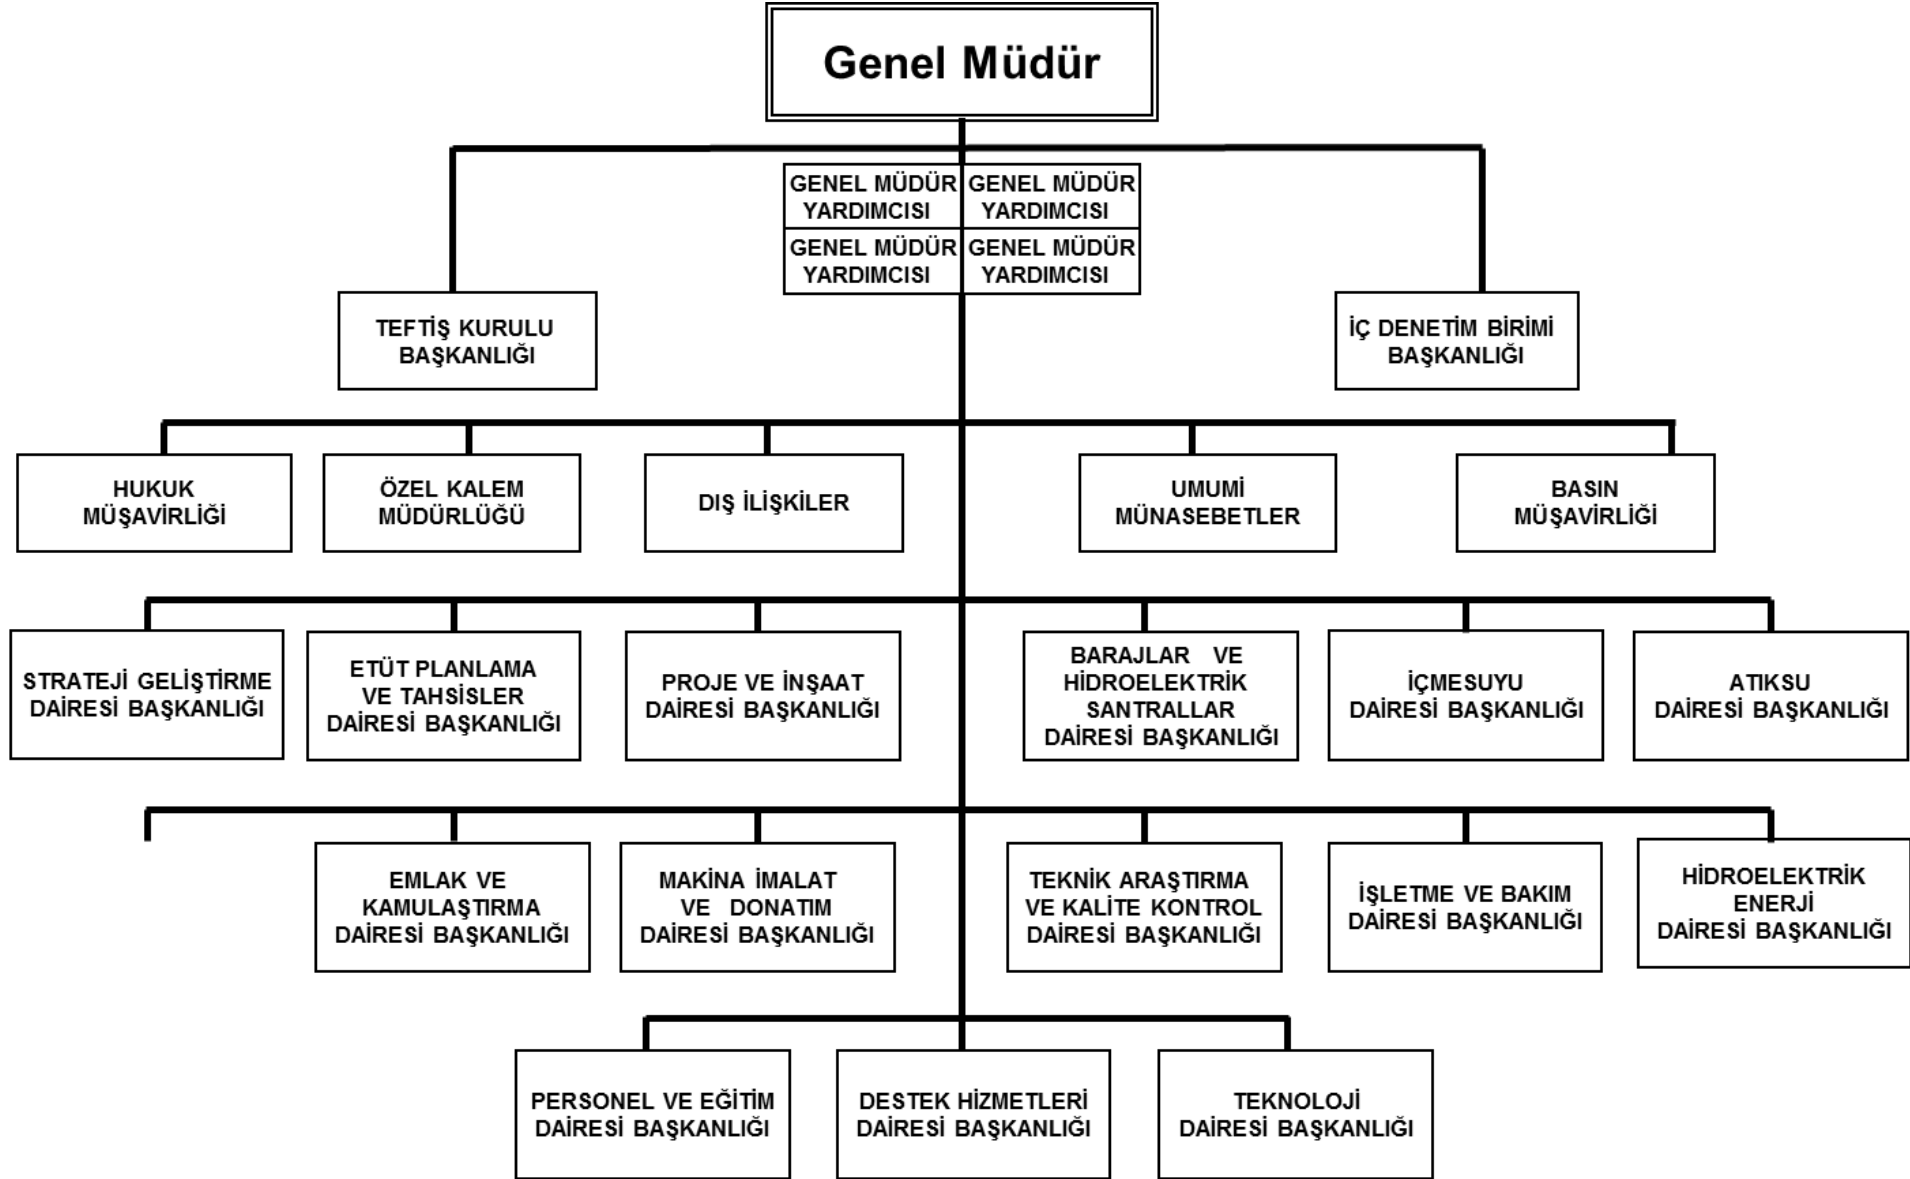 Genel Müdür
GENEL MÜDÜR
YARDIMCISI
GENEL MÜDÜR
YARDIMCISI
GENEL MÜDÜR
YARDIMCISI
GENEL MÜDÜR
YARDIMCISI
TEFTİŞ KURULU
BAŞKANLIĞI
İÇ DENETİM BİRİMİ
BAŞKANLIĞI
HUKUK
MÜŞAVİRLİĞİ
ÖZEL KALEM
MÜDÜRLÜĞÜ
DIŞ İLİŞKİLER
UMUMİ
MÜNASEBETLER
BASIN
MÜŞAVİRLİĞİ
STRATEJİ GELİŞTİRME
DAİRESİ BAŞKANLIĞI
ETÜT PLANLAMA
VE TAHSİSLER
DAİRESİ BAŞKANLIĞI
PROJE VE İNŞAAT
DAİRESİ BAŞKANLIĞI
BARAJLAR VE
HİDROELEKTRİK
SANTRALLAR
DAİRESİ BAŞKANLIĞI
İÇMESUYU
DAİRESİ BAŞKANLIĞI
ATIKSU
DAİRESİ BAŞKANLIĞI
EMLAK VE
KAMULAŞTIRMA
DAİRESİ BAŞKANLIĞI
MAKİNA İMALAT
VE DONATIM
DAİRESİ BAŞKANLIĞI
TEKNİK ARAŞTIRMA
VE KALİTE KONTROL
DAİRESİ BAŞKANLIĞI
İŞLETME VE BAKIM
DAİRESİ BAŞKANLIĞI
HİDROELEKTRİK
ENERJİ
DAİRESİ BAŞKANLIĞI
PERSONEL VE EĞİTİM
DAİRESİ BAŞKANLIĞI
DESTEK HİZMETLERİ
DAİRESİ BAŞKANLIĞI
TEKNOLOJİ
DAİRESİ BAŞKANLIĞI